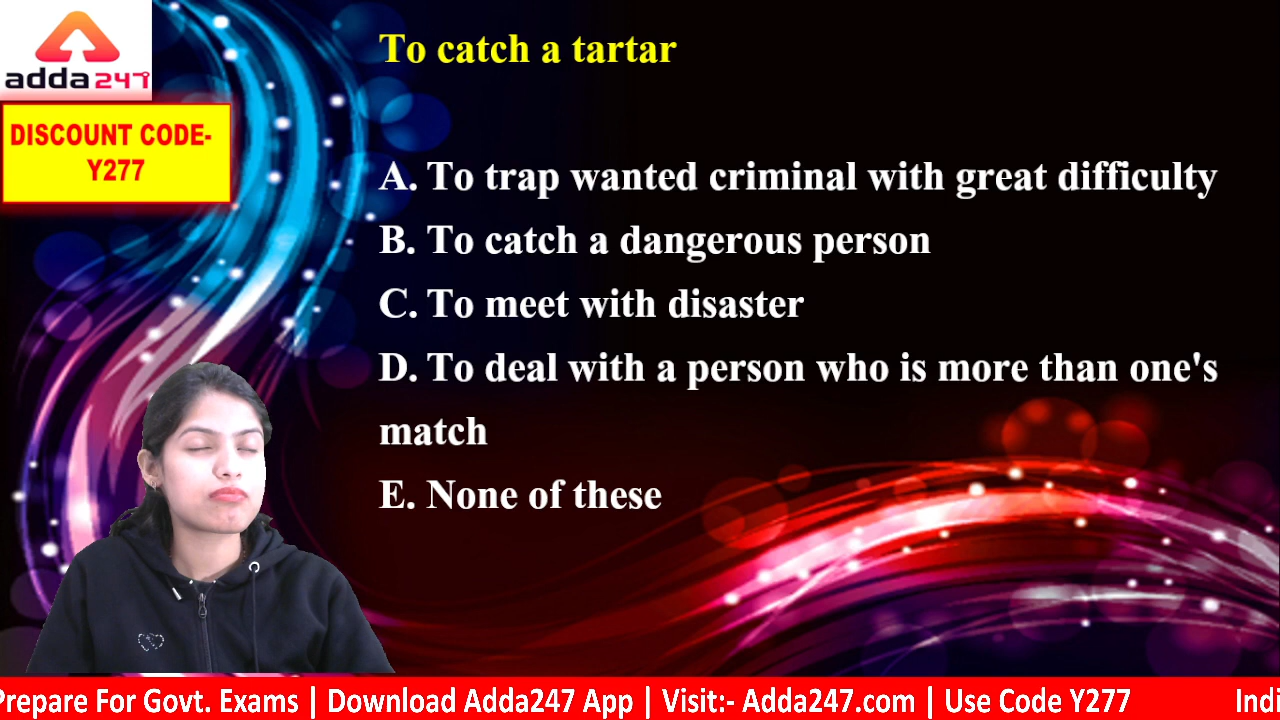 adda247
DISCOUNT CODE-
Y277
To catch a tartar
A. To trap wanted criminal with great difficulty
B. To catch a dangerous person
C. To meet with disaster
D. To deal with a person who is more than one's
match
E. None of these
Prepare For Govt. Exams | Download Adda247 App | Visit:- Adda247.com | Use Code Y277